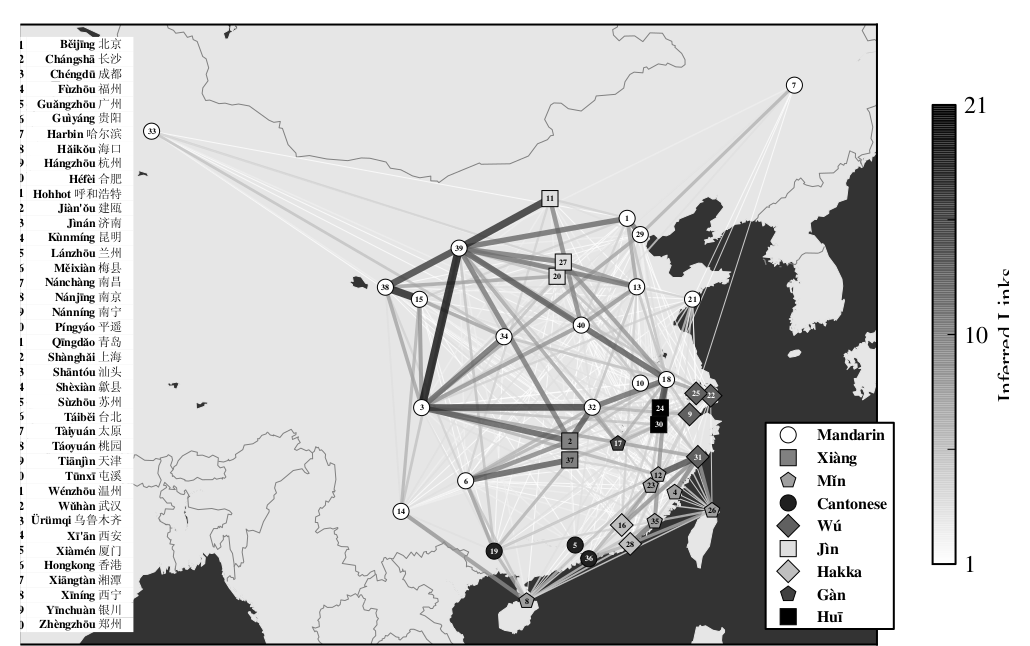 1 Běijīng 北京
2 Chángshā 长沙
3 Chéngdū 成都
4 Fùzhōu 福州
5 Guǎngzhōu 广州
6 Guìyáng 贵阳
7 Harbin 哈尔滨
8 Hǎikǒu 海口
9 Hángzhōu 杭州
0 Héféi 合肥
1 Hohhot 呼和浩特
2 Jiàn'ǒu 建瓯
3 Jìnán 济南
4 Kùnmíng 昆明
5 Lánzhōu 兰州
6 Měixiàn 梅县
7 Nánchàng 南昌
8 Nánjīng 南京
9 Nánníng 南宁
0 Píngyáo 平遥
1 Qīngdǎo 青岛
2 Shànghǎi 上海
3 Shāntóu 汕头
4 Shèxiàn 歙县
5 Sùzhōu 苏州
6 Táiběi 台北
7 Tàiyuán 太原
8 Táoyuán 桃园
9 Tiānjìn 天津
0 Tūnxī 屯溪
1 Wēnzhōu 温州
2 Wǔhàn 武汉
3 Ürümqi 乌鲁木齐
4 Xī'ān 西安
5 Xiàmén 厦门
6 Hongkong 香港
7 Xiāngtàn 湘潭
8 Xīníng 西宁
9 Yīnchuàn 银川
0 Zhèngzhōu 郑州
7
33
11
1
29
39
27
20
38
15
13
21
40
34
10
18
25
22
3
32
24
9
30
2
17
37
31
12
6
23
4
14
26
16
35
28
19
5
36
8
Mandarin
Xiàng
Mǐn
Cantonese
Wú
Jìn
Hakka
Gàn
Huī
21
10
1
Inferred Links